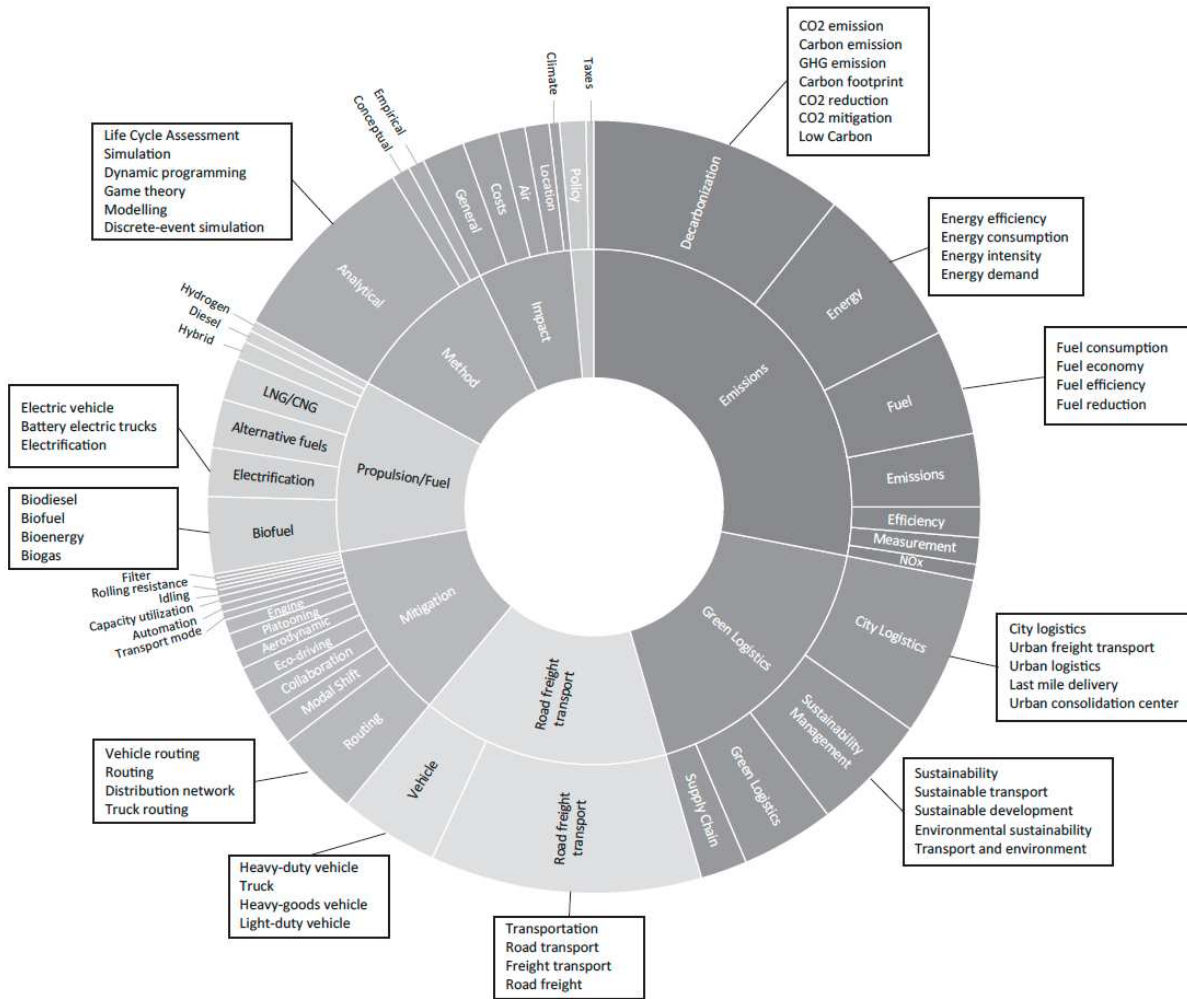 CO2 emission
Carbon emission
GHG emission
Carbon footprint
CO2 reduction
CO2 mitigation
Low Carbon
Energy efficiency
Energy consumption
Energy intensity
Energy demand
Fuel consumption
Fuel economy
Fuel efficiency
Fuel reduction
City logistics
Urban freight transport
Urban logistics
Last mile delivery
Urban consolidation center
Sustainability
Sustainable transport
Sustainable development
Environmental sustainability
Transport and environment
Transportation
Road transport
Freight transport
Road freight
Heavy-duty vehicle
Truck
Heavy-goods vehicle
Light-duty vehicle
Vehicle routing
Routing
Distribution network
Truck routing
Biodiesel
Biofuel
Bioenergy
Biogas
Electric vehicle
Battery electric trucks
Electrification
Life Cycle Assessment
Simulation
Dynamic programming
Game theory
Modelling
Discrete-event simulation
Decarbonization
Energy
Fuel
Emissions
Efficiency
Measurement
NOx
City Logistics
Sustainability
Management
Green Logistics
Supply Chain
Road freight
transport
Vehicle
Routing
Modal Shift
Collaboration
Eco-driving
Aerodynamic
Platooning
Engine
Transport mode
Automation
Capacity utilization
Idling
Rolling resistance
Filter
Biofuel
Electrification
Alternative fuels
LNG/CNG
Hybrid
Diesel
Hydrogen
Analytical
Conceptual
Empirical
General
Costs
Air
Location
Climate
Policy
Taxes
Emissions
Green Logistics
Road freight
transport
Mitigation
Propulsion/Fuel
Method
Impact